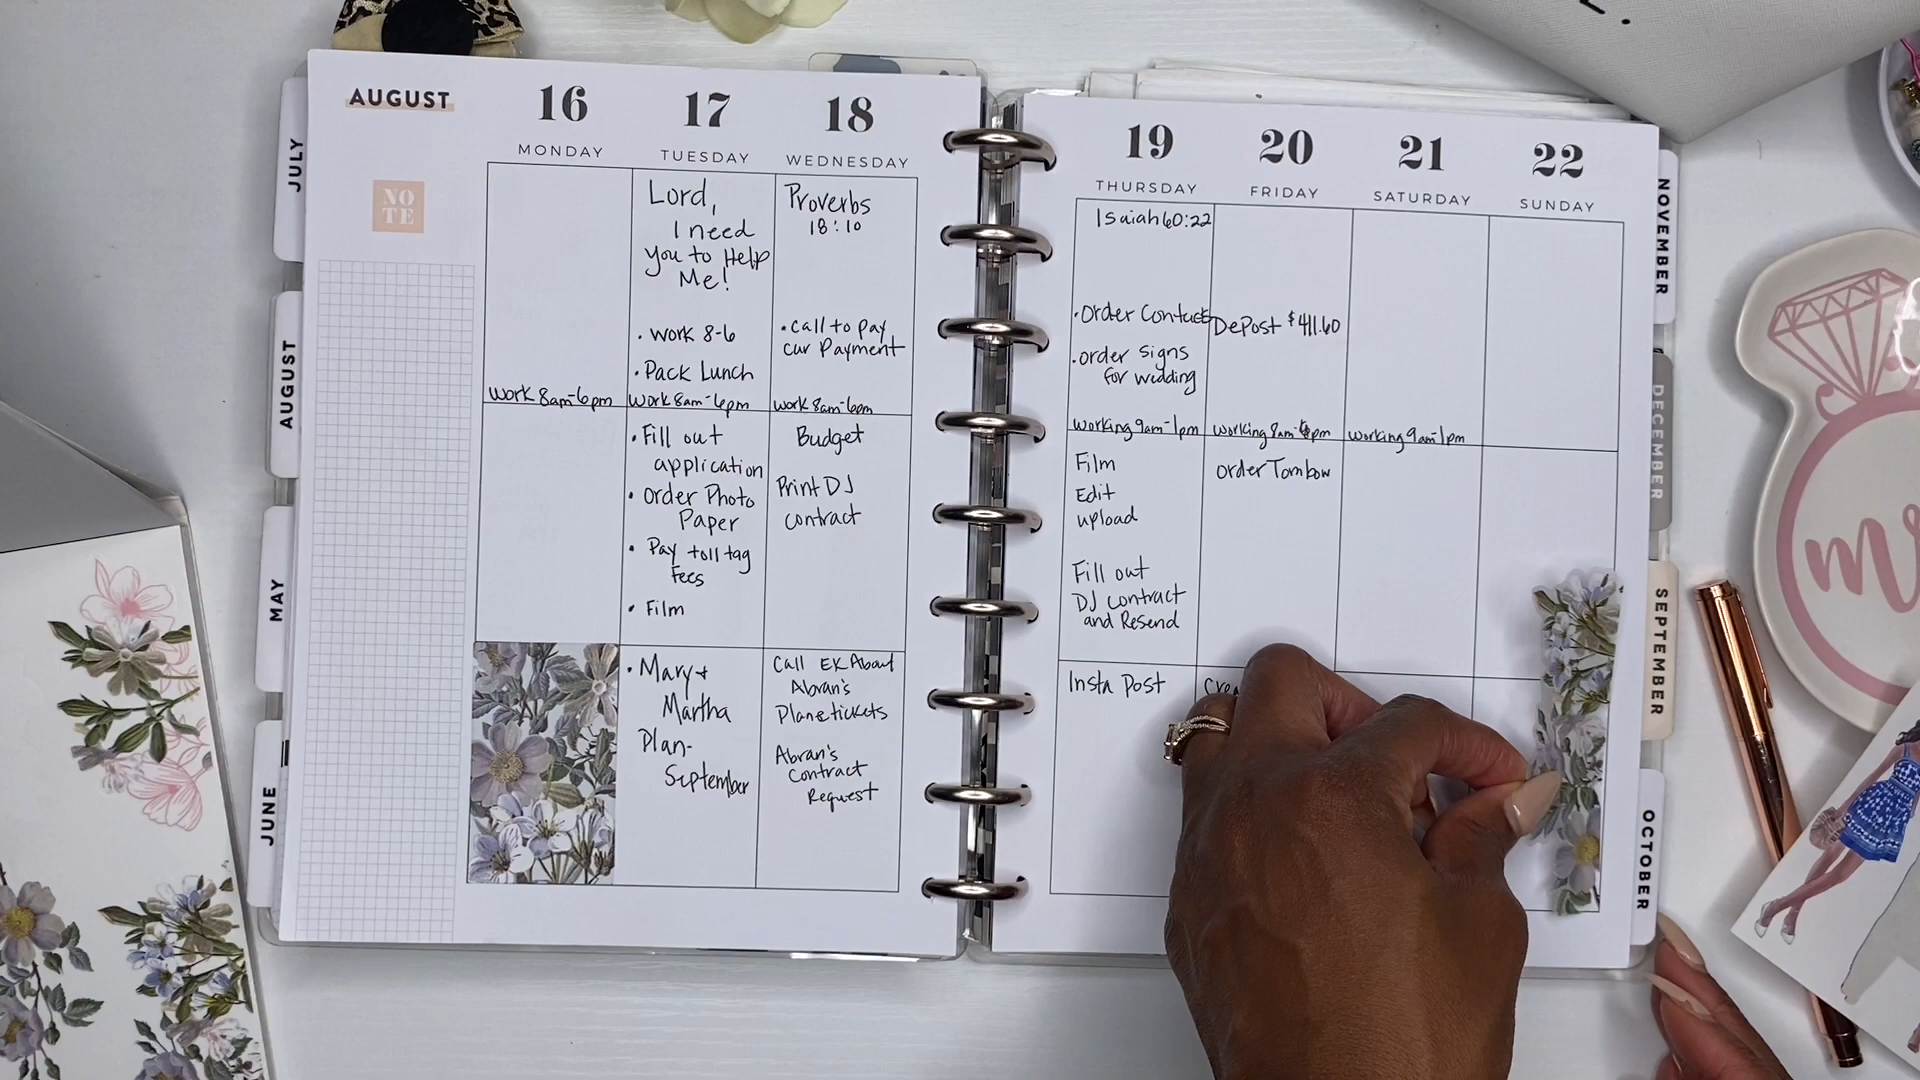 AUGUST
NO
TE
16
MONDAY
work 8am-6pm
17
TUESDAY
Lord,
I need
you to Help
Me!
• work 8-6
• Pack Lunch
work 8am-6pm
• Fill out
application
• Order Photo
Paper
• Pay toll tag
Fees
• Film
• Mary +
Martha
Plan-
September
18
WEDNESDAY
Proverbs
18:10
• call to pay
car Payment
work 8am-6pm
Budget
Print DJ
contract
Call EK About
Abran's
Plane tickets
Abran's
Contract
Request
19
THURSDAY
Isaiah 60:22
• Order Contacts
• order signs
for wedding
working 9am-1pm
Film
Edit
upload
Fill out
DJ contract
and Resend
Insta Post
20
FRIDAY
DePost $411.60
working 9am-6pm
order Tombow
21
SATURDAY
working 9am-1pm
22
SUNDAY
JULY
AUGUST
MAY
JUNE
NOVEMBER
DECEMBER
SEPTEMBER
OCTOBER